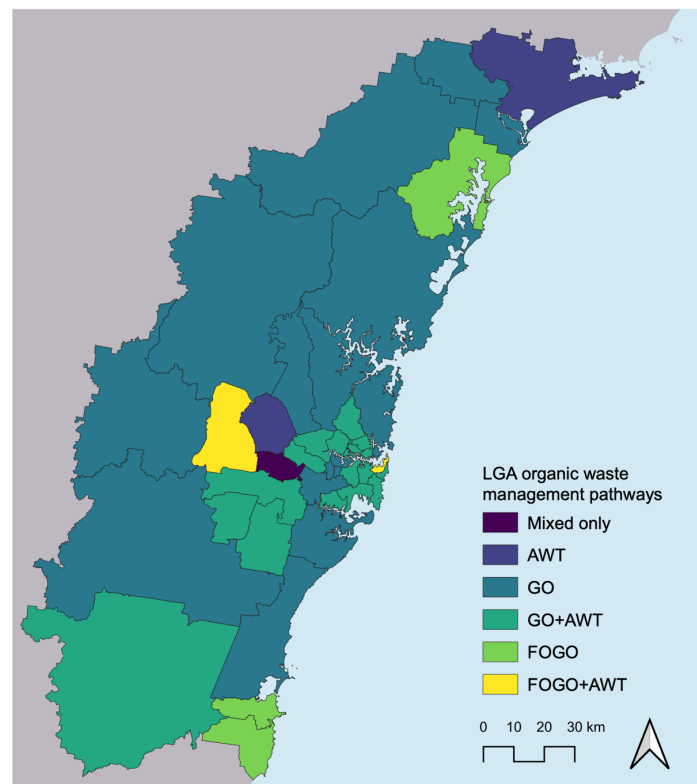 LGA organic waste
management pathways
Mixed only
AWT
GO
GO+AWT
FOGO
FOGO+AWT
0 10 20 30 km